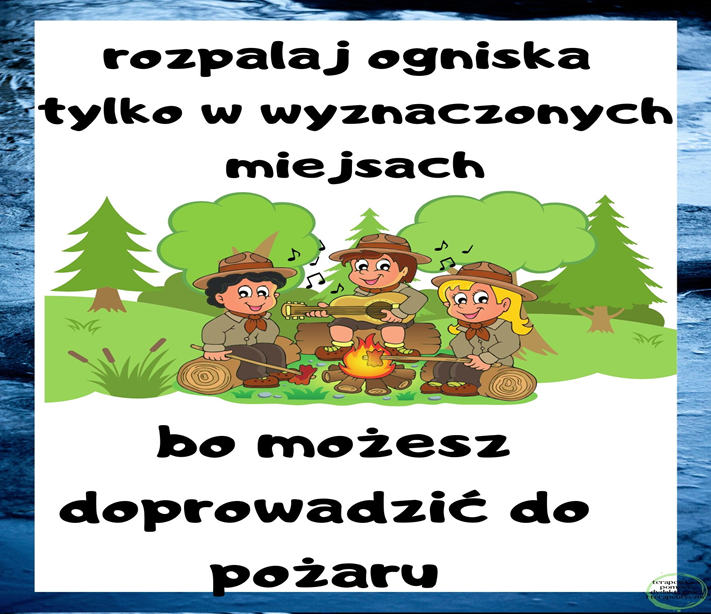 rozpalaj ogniska
tylko w wyznaczonych
miejsach
bo możesz
doprowadzić do
pożaru